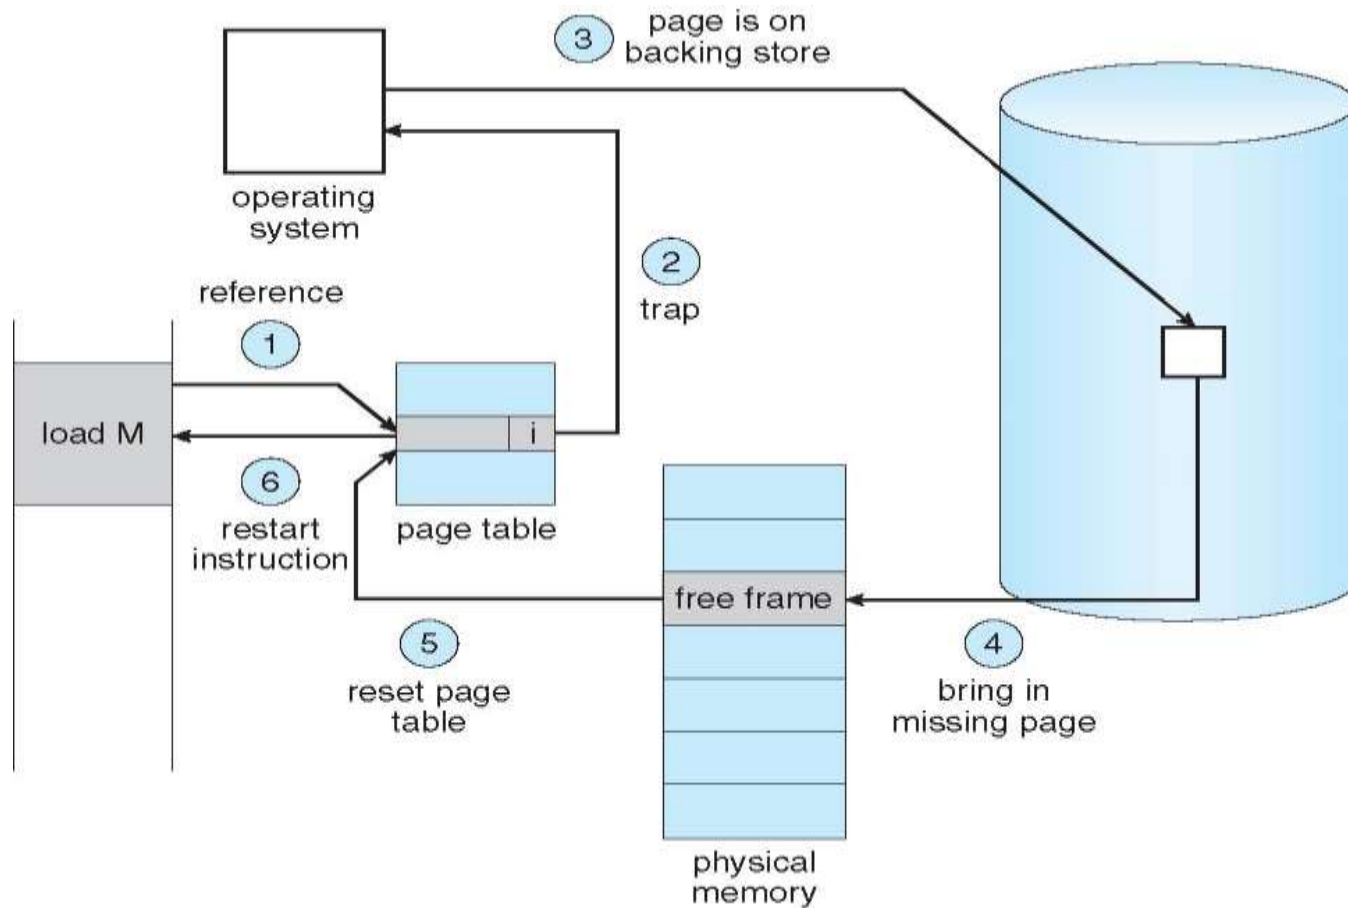 3
page is on
backing store
operating
system
2
trap
reference
1
load M
i
6
restart
instruction
page table
free frame
5
reset page
table
4
bring in
missing page
physical
memory